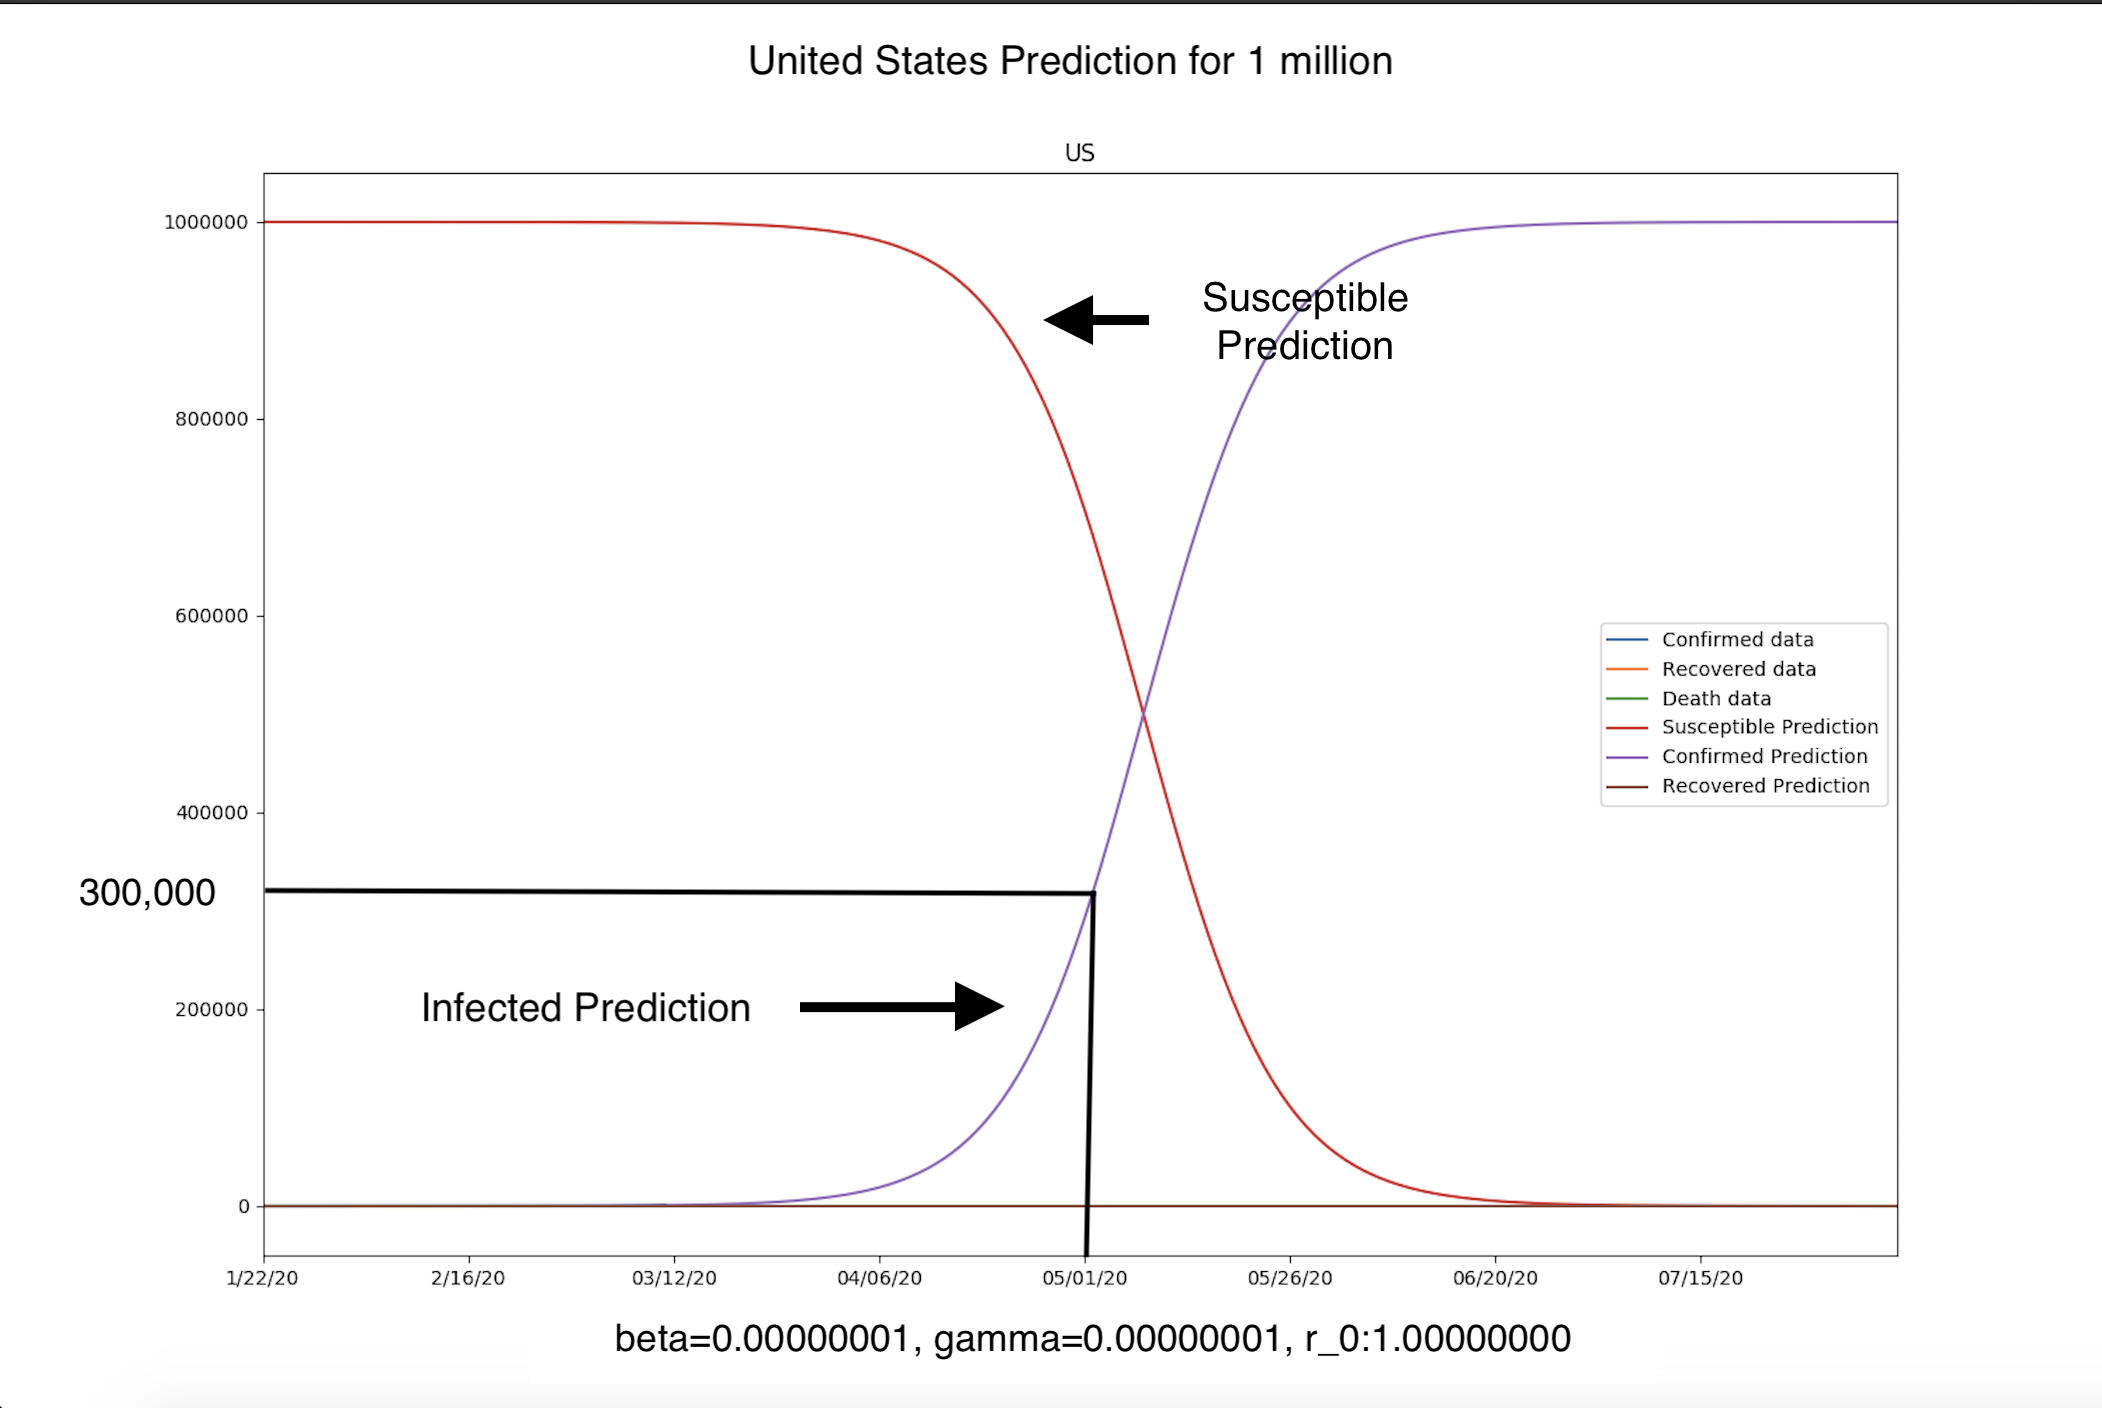 United States Prediction for 1 million
US
1000000
Susceptible
Prediction
800000
600000
Confirmed data
Recovered data
Death data
Susceptible Prediction
Confirmed Prediction
Recovered Prediction
400000
300,000
Infected Prediction
200000
0
1/22/20 2/16/20 03/12/20 04/06/20 05/01/20 05/26/20 06/20/20 07/15/20
beta=0.00000001, gamma=0.00000001, r_0:1.00000000